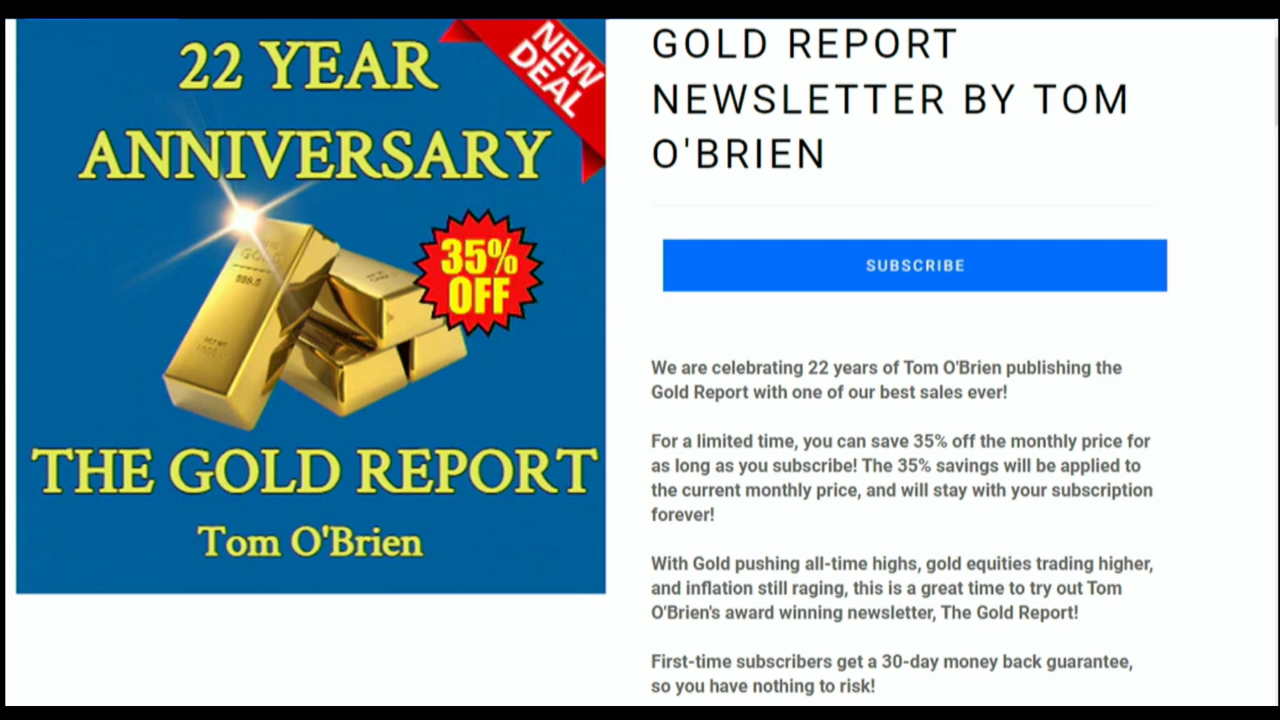 22 YEAR
ANNIVERSARY
NEW
DEAL
GOLD
999.9
35%
OFF
THE GOLD REPORT
Tom O'Brien
GOLD REPORT
NEWSLETTER BY TOM
O'BRIEN
SUBSCRIBE
We are celebrating 22 years of Tom O'Brien publishing the
Gold Report with one of our best sales ever!
For a limited time, you can save 35% off the monthly price for
as long as you subscribe! The 35% savings will be applied to
the current monthly price, and will stay with your subscription
forever!
With Gold pushing all-time highs, gold equities trading higher,
and inflation still raging, this is a great time to try out Tom
O'Brien's award winning newsletter, The Gold Report!
First-time subscribers get a 30-day money back guarantee,
so you have nothing to risk!